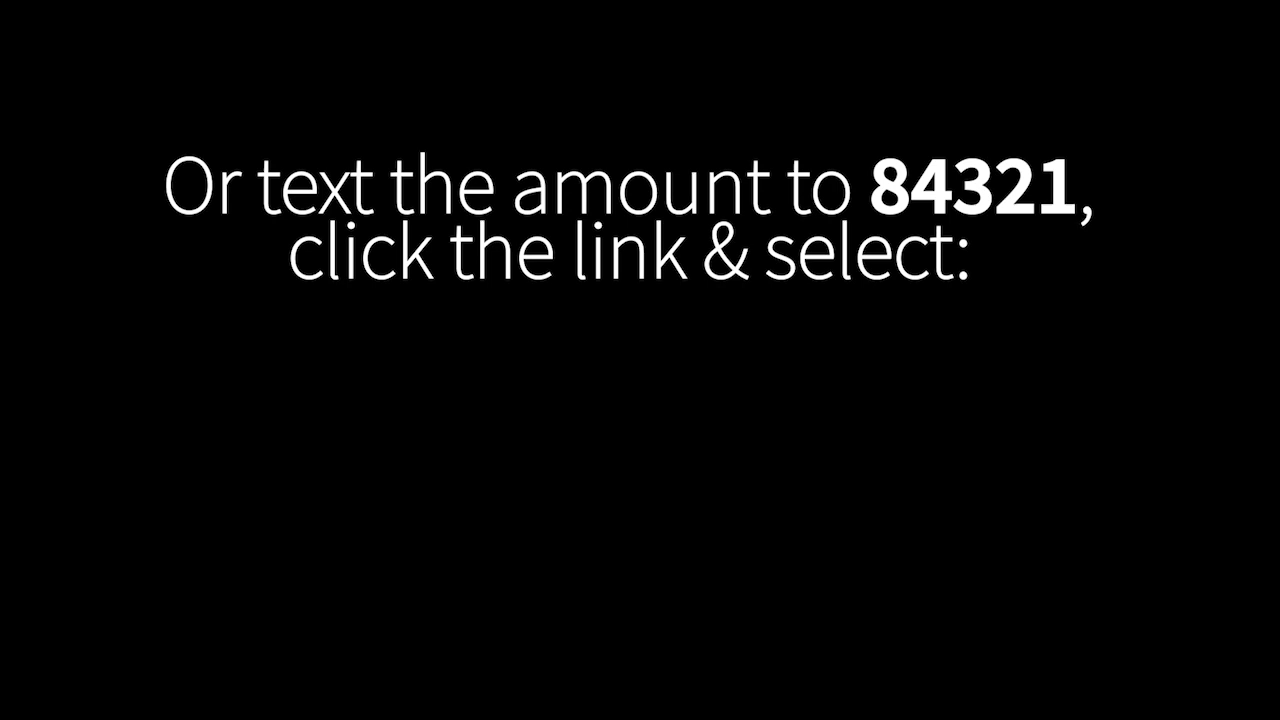 Or text the amount to 84321,
click the link & select: